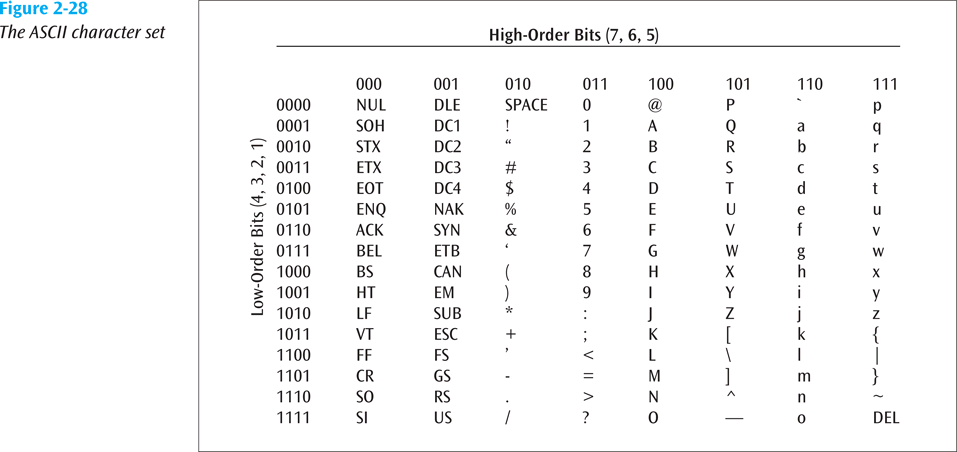 Figure 2-28
The ASCII character set
High-Order Bits (7, 6, 5)
Low-Order Bits (4, 3, 2, 1)
000 001 010 011 100 101 110 111
0000 NUL DLE SPACE 0 @ P ` p
0001 SOH DC1 ! 1 A Q a q
0010 STX DC2 “ 2 B R b r
0011 ETX DC3 # 3 C S c s
0100 EOT DC4 $ 4 D T d t
0101 ENQ NAK % 5 E U e u
0110 ACK SYN & 6 F V f v
0111 BEL ETB ‘ 7 G W g w
1000 BS CAN ( 8 H X h x
1001 HT EM ) 9 I Y i y
1010 LF SUB * : J Z j z
1011 VT ESC + ; K [ k {
1100 FF FS ’ < L \ l |
1101 CR GS - = M ] m }
1110 SO RS . > N ^ n ~
1111 SI US / ? O — o DEL